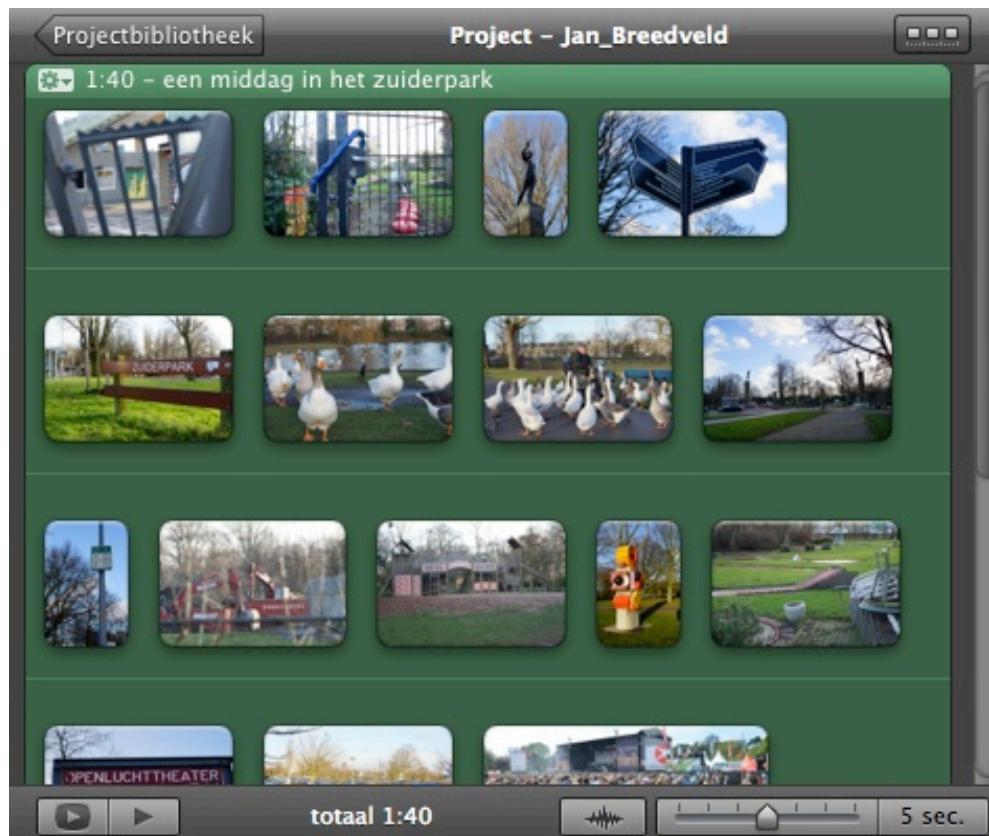 Projectbibliotheek
Project – Jan_Breedveld
1:40 – een middag in het zuiderpark
ZUIDERPARK
OPENLUCHTTHEATER
totaal 1:40
5 sec.